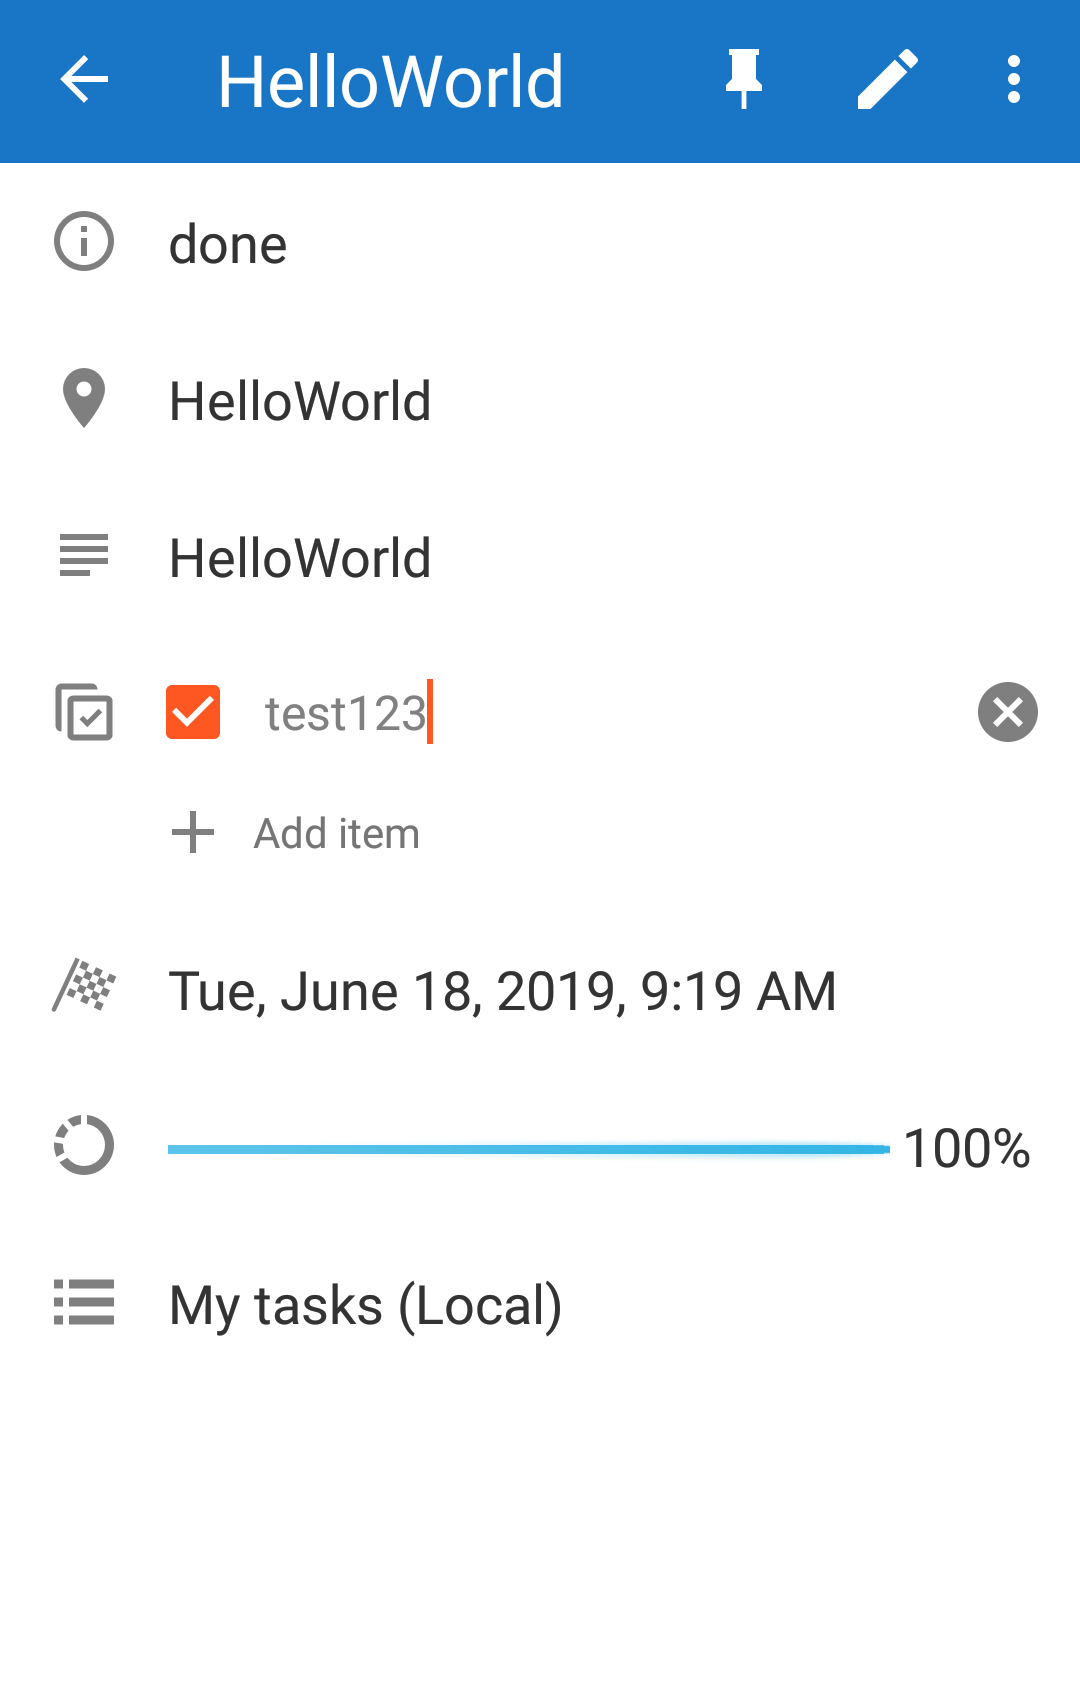 HelloWorld
done
HelloWorld
HelloWorld
test123
Add item
Tue, June 18, 2019, 9:19 AM
100%
My tasks (Local)